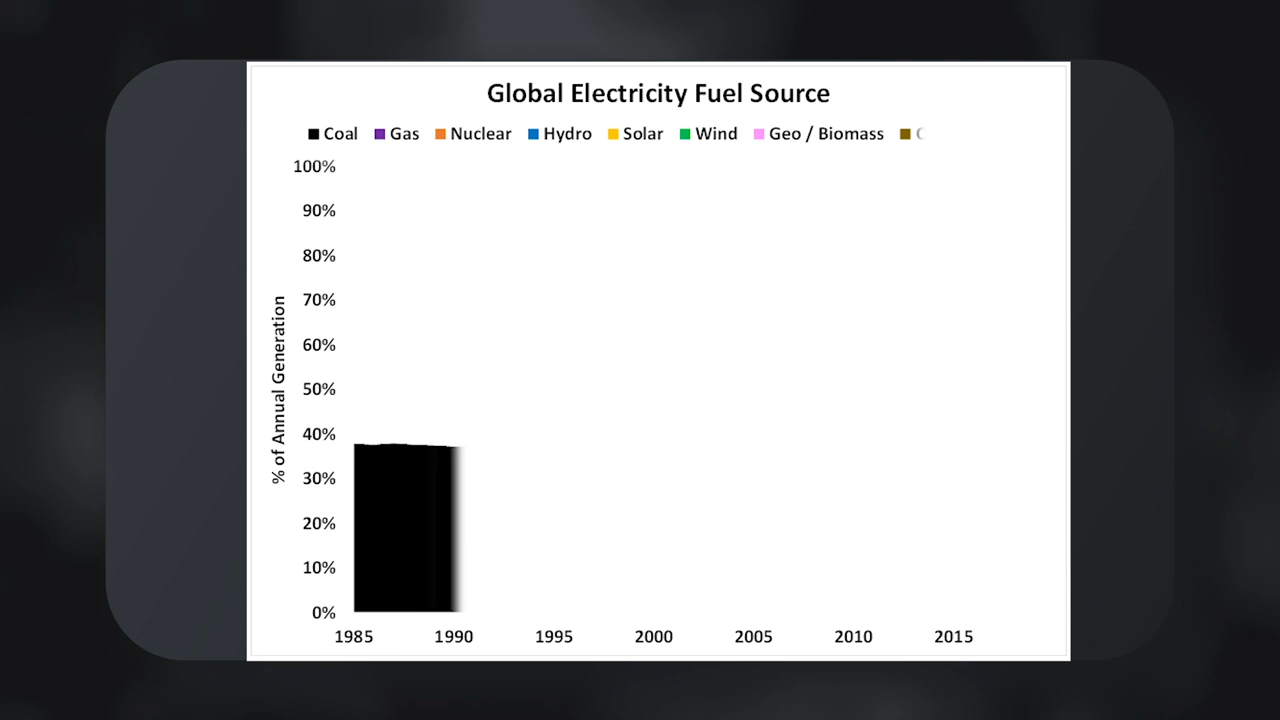 Global Electricity Fuel Source
Coal Gas Nuclear Hydro Solar Wind Geo / Biomass
100%
90%
80%
70%
60%
50%
40%
30%
20%
10%
0%
% of Annual Generation
1985 1990 1995 2000 2005 2010 2015